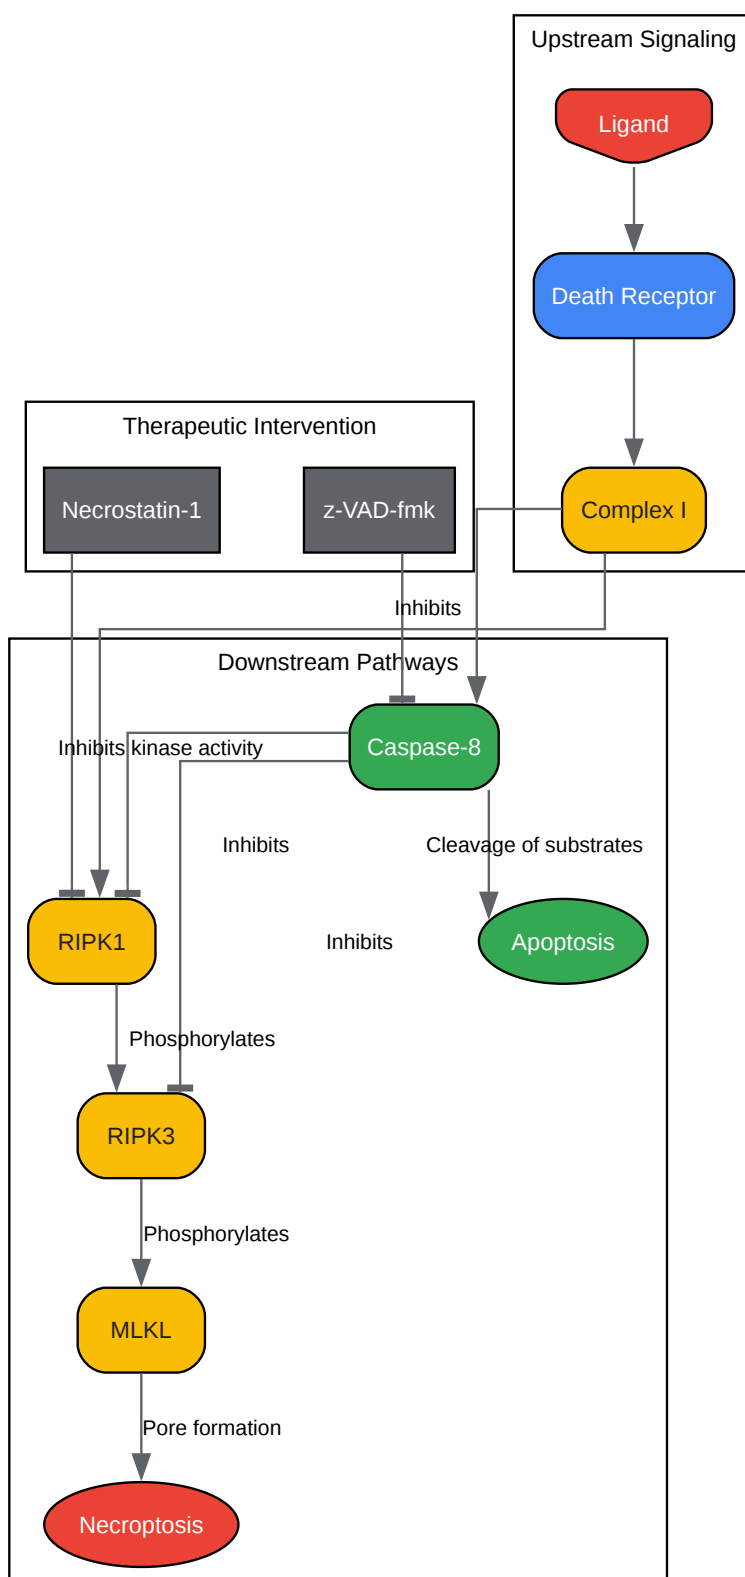 Upstream Signaling
Ligand
Death Receptor
Therapeutic Intervention
Necrostatin-1
z-VAD-fmk
Complex I
Inhibits
Downstream Pathways
Inhibits kinase activity
Caspase-8
Inhibits
Cleavage of substrates
RIPK1
Inhibits
Apoptosis
Phosphorylates
RIPK3
Phosphorylates
MLKL
Pore formation
Necroptosis